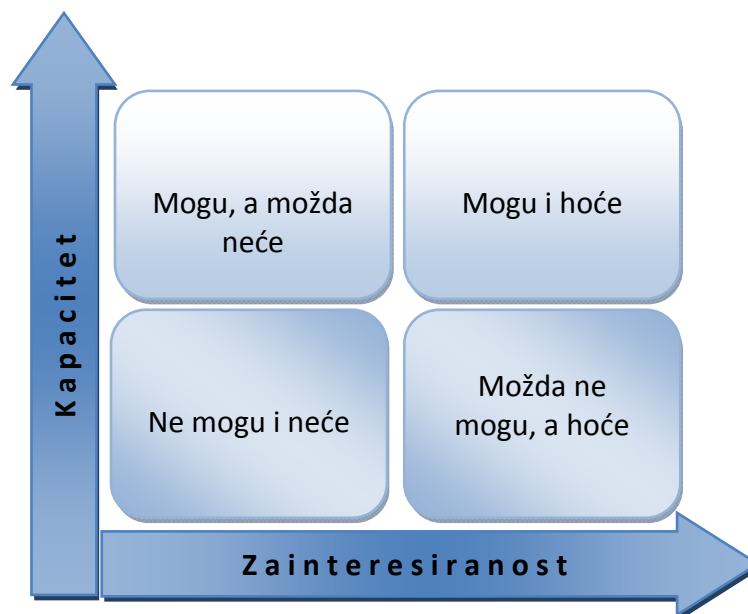 Kapacitet
Mogu, a možda
neće
Mogu i hoće
Ne mogu i neće
Možda ne
mogu, a hoće
Zainteresiranost